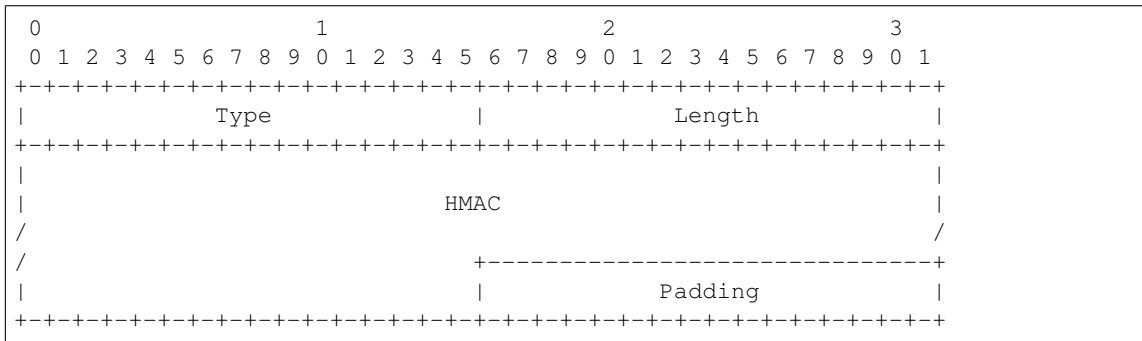 0                   1                   2                   3
 0 1 2 3 4 5 6 7 8 9 0 1 2 3 4 5 6 7 8 9 0 1 2 3 4 5 6 7 8 9 0 1
+-+-+-+-+-+-+-+-+-+-+-+-+-+-+-+-+-+-+-+-+-+-+-+-+-+-+-+-+-+-+-+-+
|             Type              |             Length            |
+-+-+-+-+-+-+-+-+-+-+-+-+-+-+-+-+-+-+-+-+-+-+-+-+-+-+-+-+-+-+-+-+
|                                                               |
|                             HMAC                              |
/                                                               /
/                               +-------------------------------+
|                               |            Padding            |
+-+-+-+-+-+-+-+-+-+-+-+-+-+-+-+-+-+-+-+-+-+-+-+-+-+-+-+-+-+-+-+-+